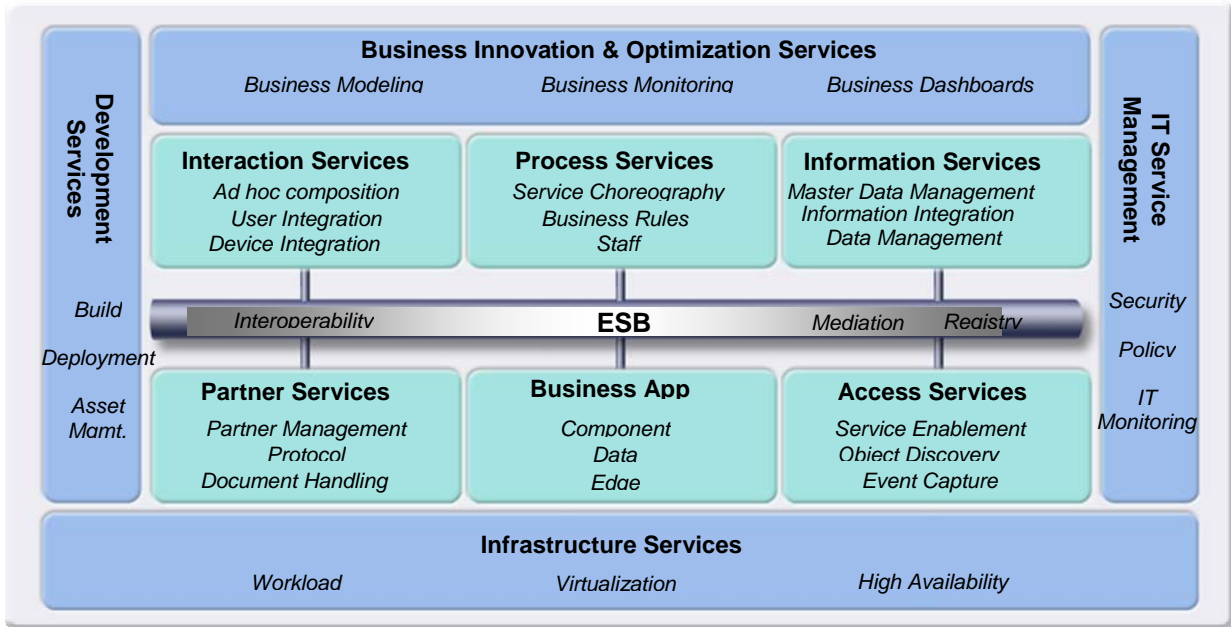 Business Innovation & Optimization Services
Business Modeling
Business Monitoring
Business Dashboards
Development
Services
Build
Deployment
Asset
Mgmt.
Interaction Services
Ad hoc composition
User Integration
Device Integration
Process Services
Service Choreography
Business Rules
Staff
Information Services
Master Data Management
Information Integration
Data Management
Interoperability
ESB
Mediation
Registry
Partner Services
Partner Management
Protocol
Document Handling
Business App
Component
Data
Edge
Access Services
Service Enablement
Object Discovery
Event Capture
IT Service
Management
Security
Policy
IT
Monitoring
Infrastructure Services
Workload
Virtualization
High Availability